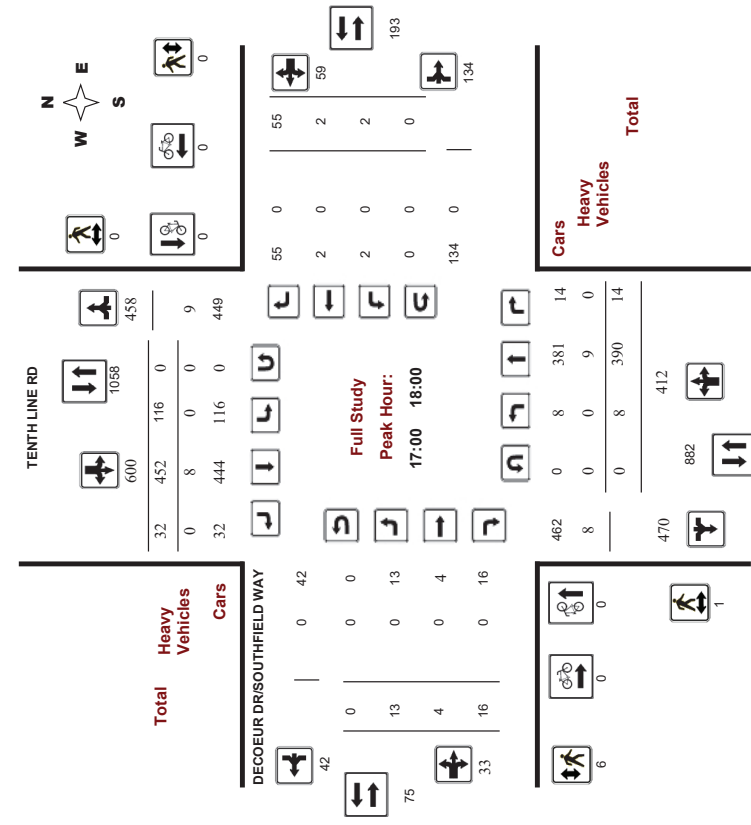 N
W E
S
TENTH LINE RD
0
0
0
0
193
59
134
1058
458
600
32 452 116 0
0 8 0 0 9
32 444 116 0 449
Total
Heavy Vehicles
Cars
DECOEUR DR/SOUTHFIELD WAY
42
0 42
0 0 0
13 0 13
4 0 4
16 0 16
75
33
Full Study
Peak Hour:
17:00 18:00
55 0 55
2 0 2
2 0 2
0 0 0
134 0
134
Cars
Heavy
Vehicles
Total
462 0 8 381 14
8 0 0 9 0
0 8 390 14
470
882
412
0
0
6
1